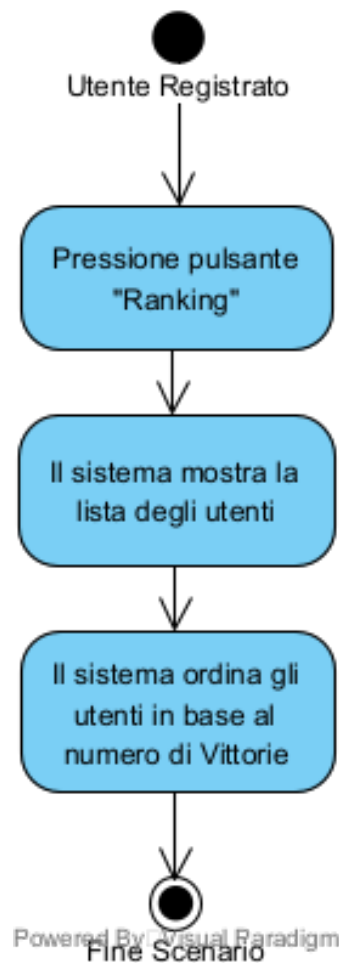 Utente Registrato
Pressione pulsante
"Ranking"
Il sistema mostra la
lista degli utenti
Il sistema ordina gli
utenti in base al
numero di Vittorie
Powered By Visual Paradigm
Fine Scenario